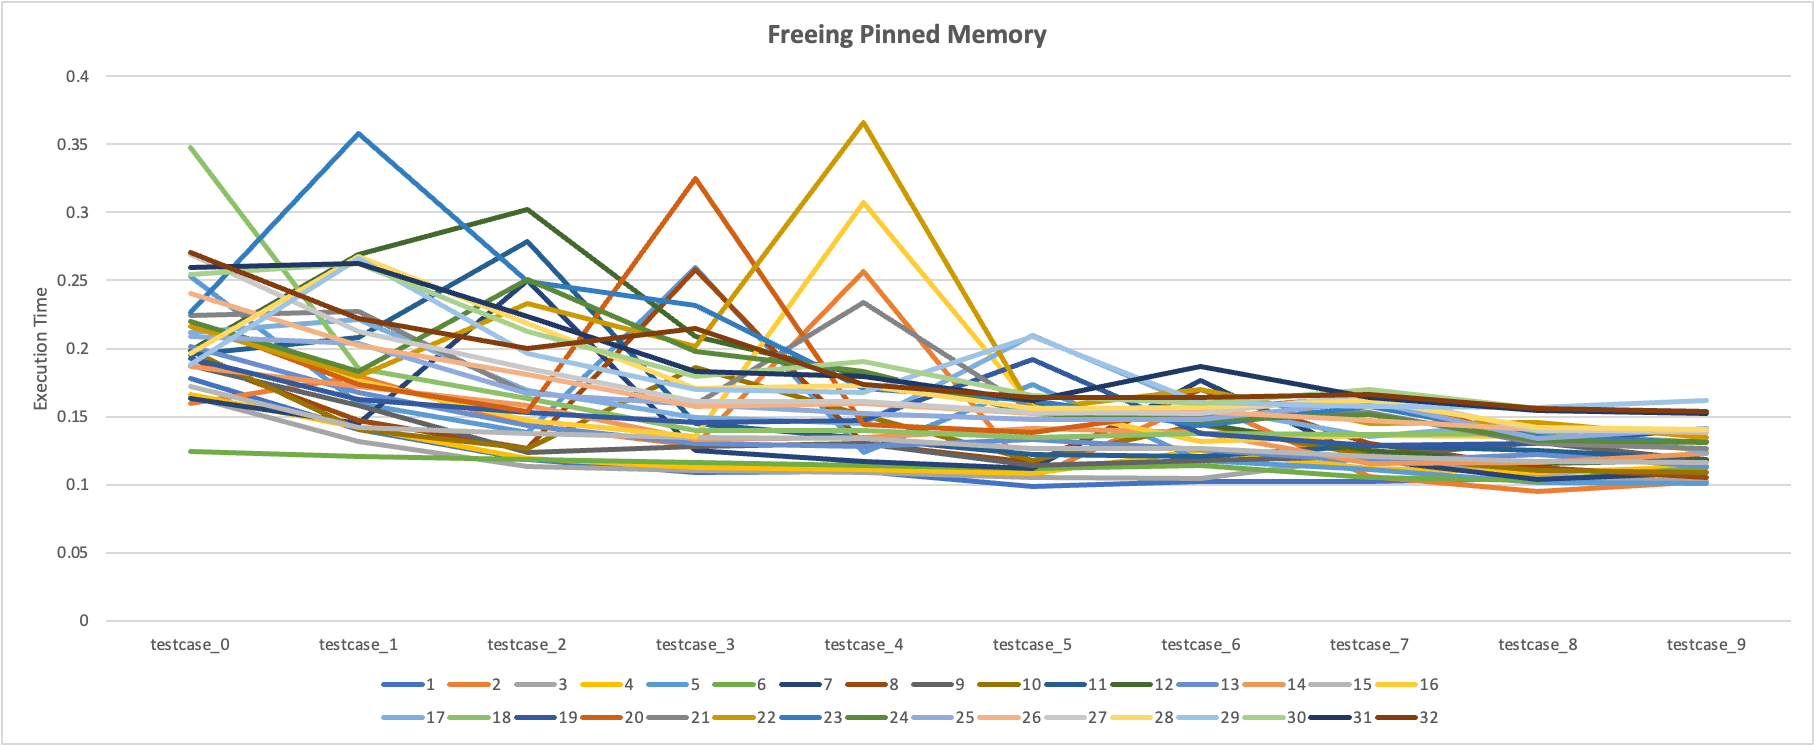 Freeing Pinned Memory
Execution Time
0.4
0.35
0.3
0.25
0.2
0.15
0.1
0.05
0
testcase_0 testcase_1 testcase_2 testcase_3 testcase_4 testcase_5 testcase_6 testcase_7 testcase_8 testcase_9
1 2 3 4 5 6 7 8 9 10 11 12 13 14 15 16
17 18 19 20 21 22 23 24 25 26 27 28 29 30 31 32